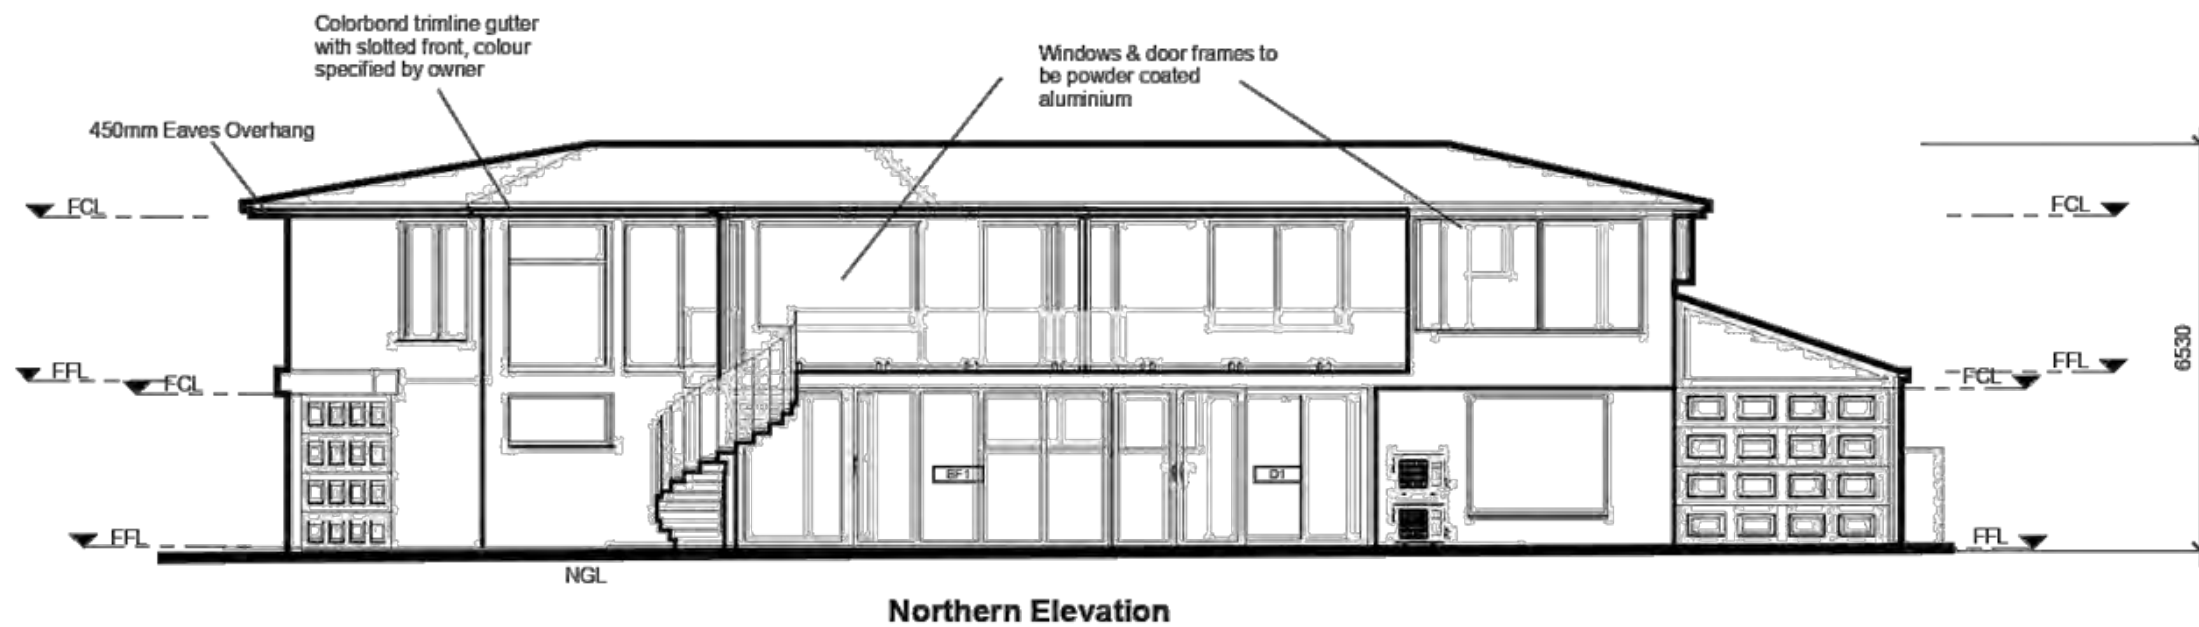 Colorbond trimline gutter
with slotted front, colour
specified by owner
Windows & door frames to
be powder coated
aluminium
450mm Eaves Overhang
FCL
FCL
FFL
FCL
FFL
FCL
6530
BF1
D1
FFL
FFL
NGL
Northern Elevation